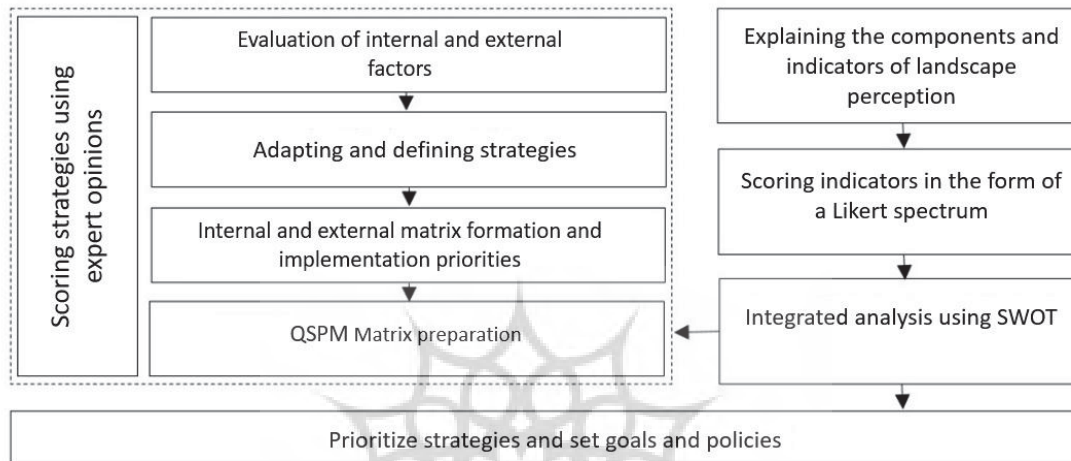 Scoring strategies using
expert opinions
Evaluation of internal and external
factors
Adapting and defining strategies
Internal and external matrix formation and
implementation priorities
QSPM Matrix preparation
Explaining the components and
indicators of landscape
perception
Scoring indicators in the form of
a Likert spectrum
Integrated analysis using SWOT
Prioritize strategies and set goals and policies